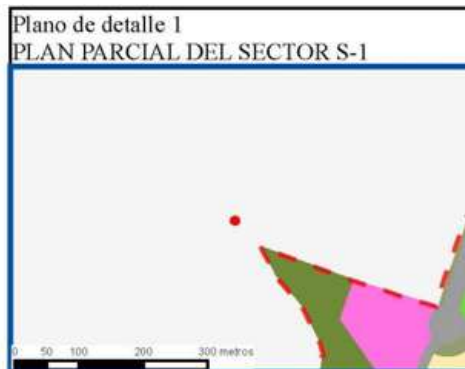 Plano de detalle 1
PLAN PARCIAL DEL SECTOR S-1
0 50 100 200 300 metros